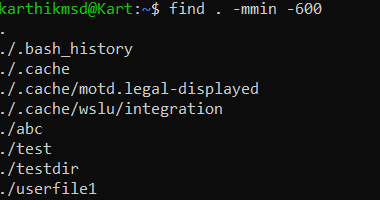 karthikmsd@Kart:~$ find . -mmin -600
.
./.bash_history
./.cache
./.cache/motd.legal-displayed
./.cache/wslu/integration
./abc
./test
./testdir
./userfile1